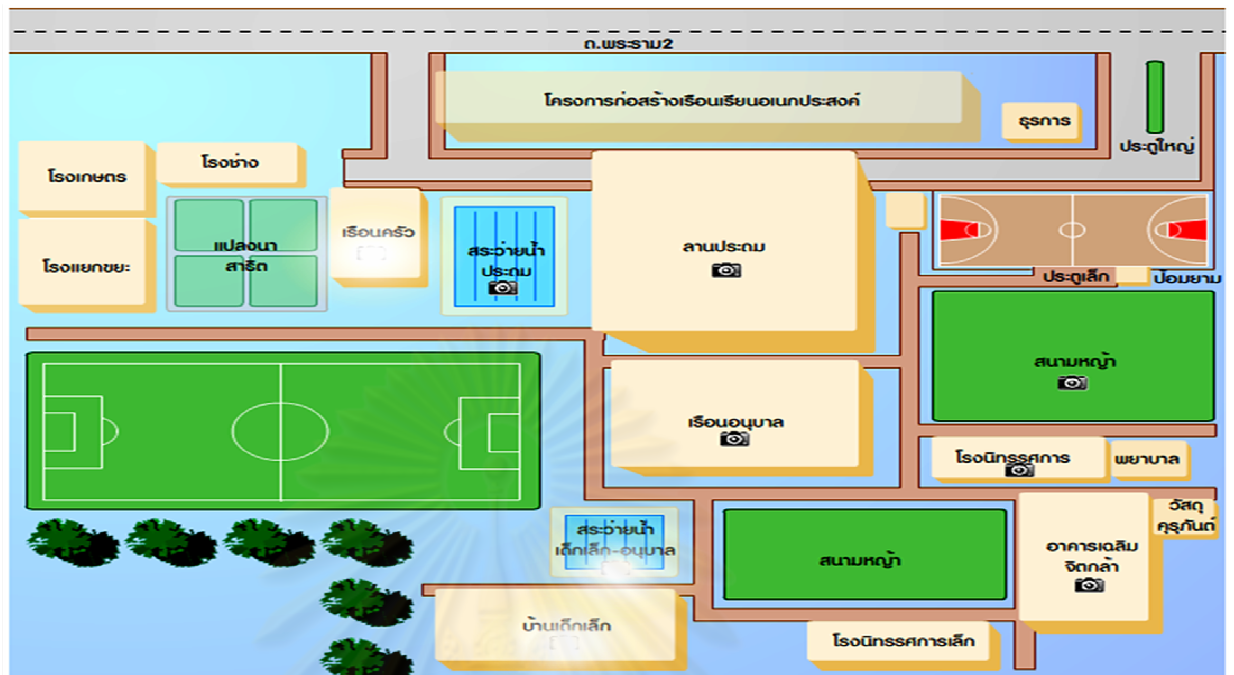 ถ.พระราม2
โครงการก่อสร้างเรือนเรียนอเนกประสงค์
ธุรการ
ประตูใหญ่
โรงเกษตร
โรงช่าง
โรงแยกขยะ
แปลงนา
สาธิต
เรือนครัว
สระว่ายน้ำ
ประถม
ลานประถม
ประตูเล็ก
ป้อมยาม
สนามหญ้า
เรือนอนุบาล
โรงนิทรรศการ
พยาบาล
วัสดุ
คุรุภันต์
สระว่ายน้ำ
เด็กเล็ก-อนุบาล
สนามหญ้า
อาคารเฉลิม
จิตกล้า
บ้านเด็กเล็ก
โรงนิทรรศการเล็ก